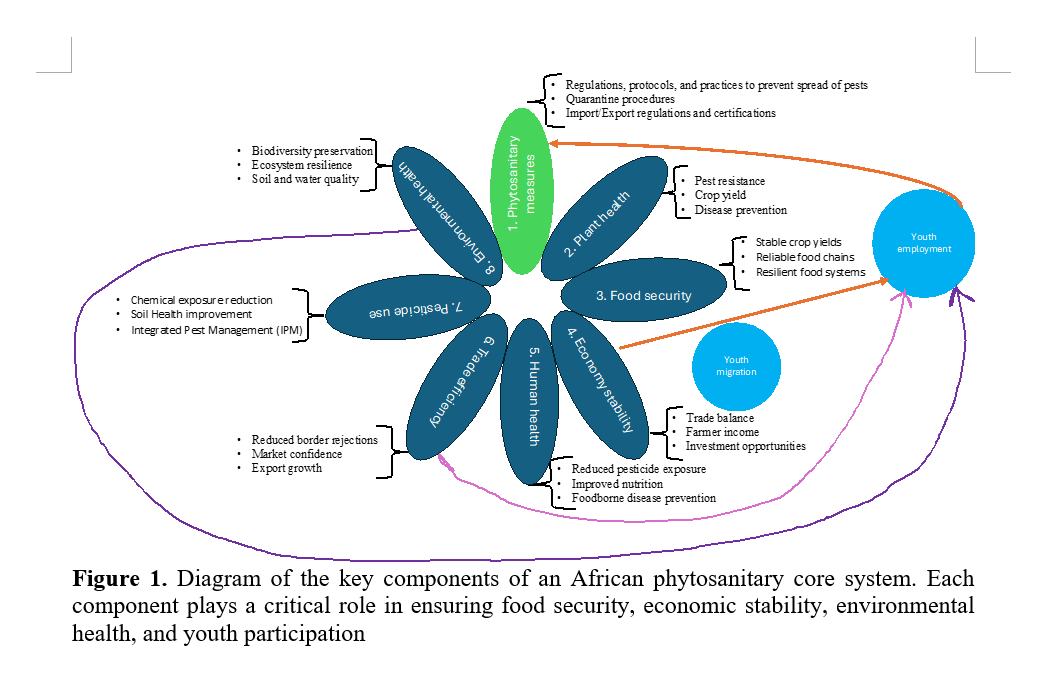 • Regulations, protocols, and practices to prevent spread of pests
• Quarantine procedures
• Import/Export regulations and certifications
1. Phytosanitary
measures
• Biodiversity preservation
• Ecosystem resilience
• Soil and water quality
8. Environmental health
2. Plant health
• Pest resistance
• Crop yield
• Disease prevention
Youth
employment
3. Food security
• Stable crop yields
• Reliable food chains
• Resilient food systems
• Chemical exposure reduction
• Soil Health improvement
• Integrated Pest Management (IPM)
7. Pesticide use
6. Trade efficiency
5. Human health
4. Economy stability
Youth
migration
• Trade balance
• Farmer income
• Investment opportunities
• Reduced border rejections
• Market confidence
• Export growth
• Reduced pesticide exposure
• Improved nutrition
• Foodborne disease prevention
Figure 1. Diagram of the key components of an African phytosanitary core system. Each
component plays a critical role in ensuring food security, economic stability, environmental
health, and youth participation